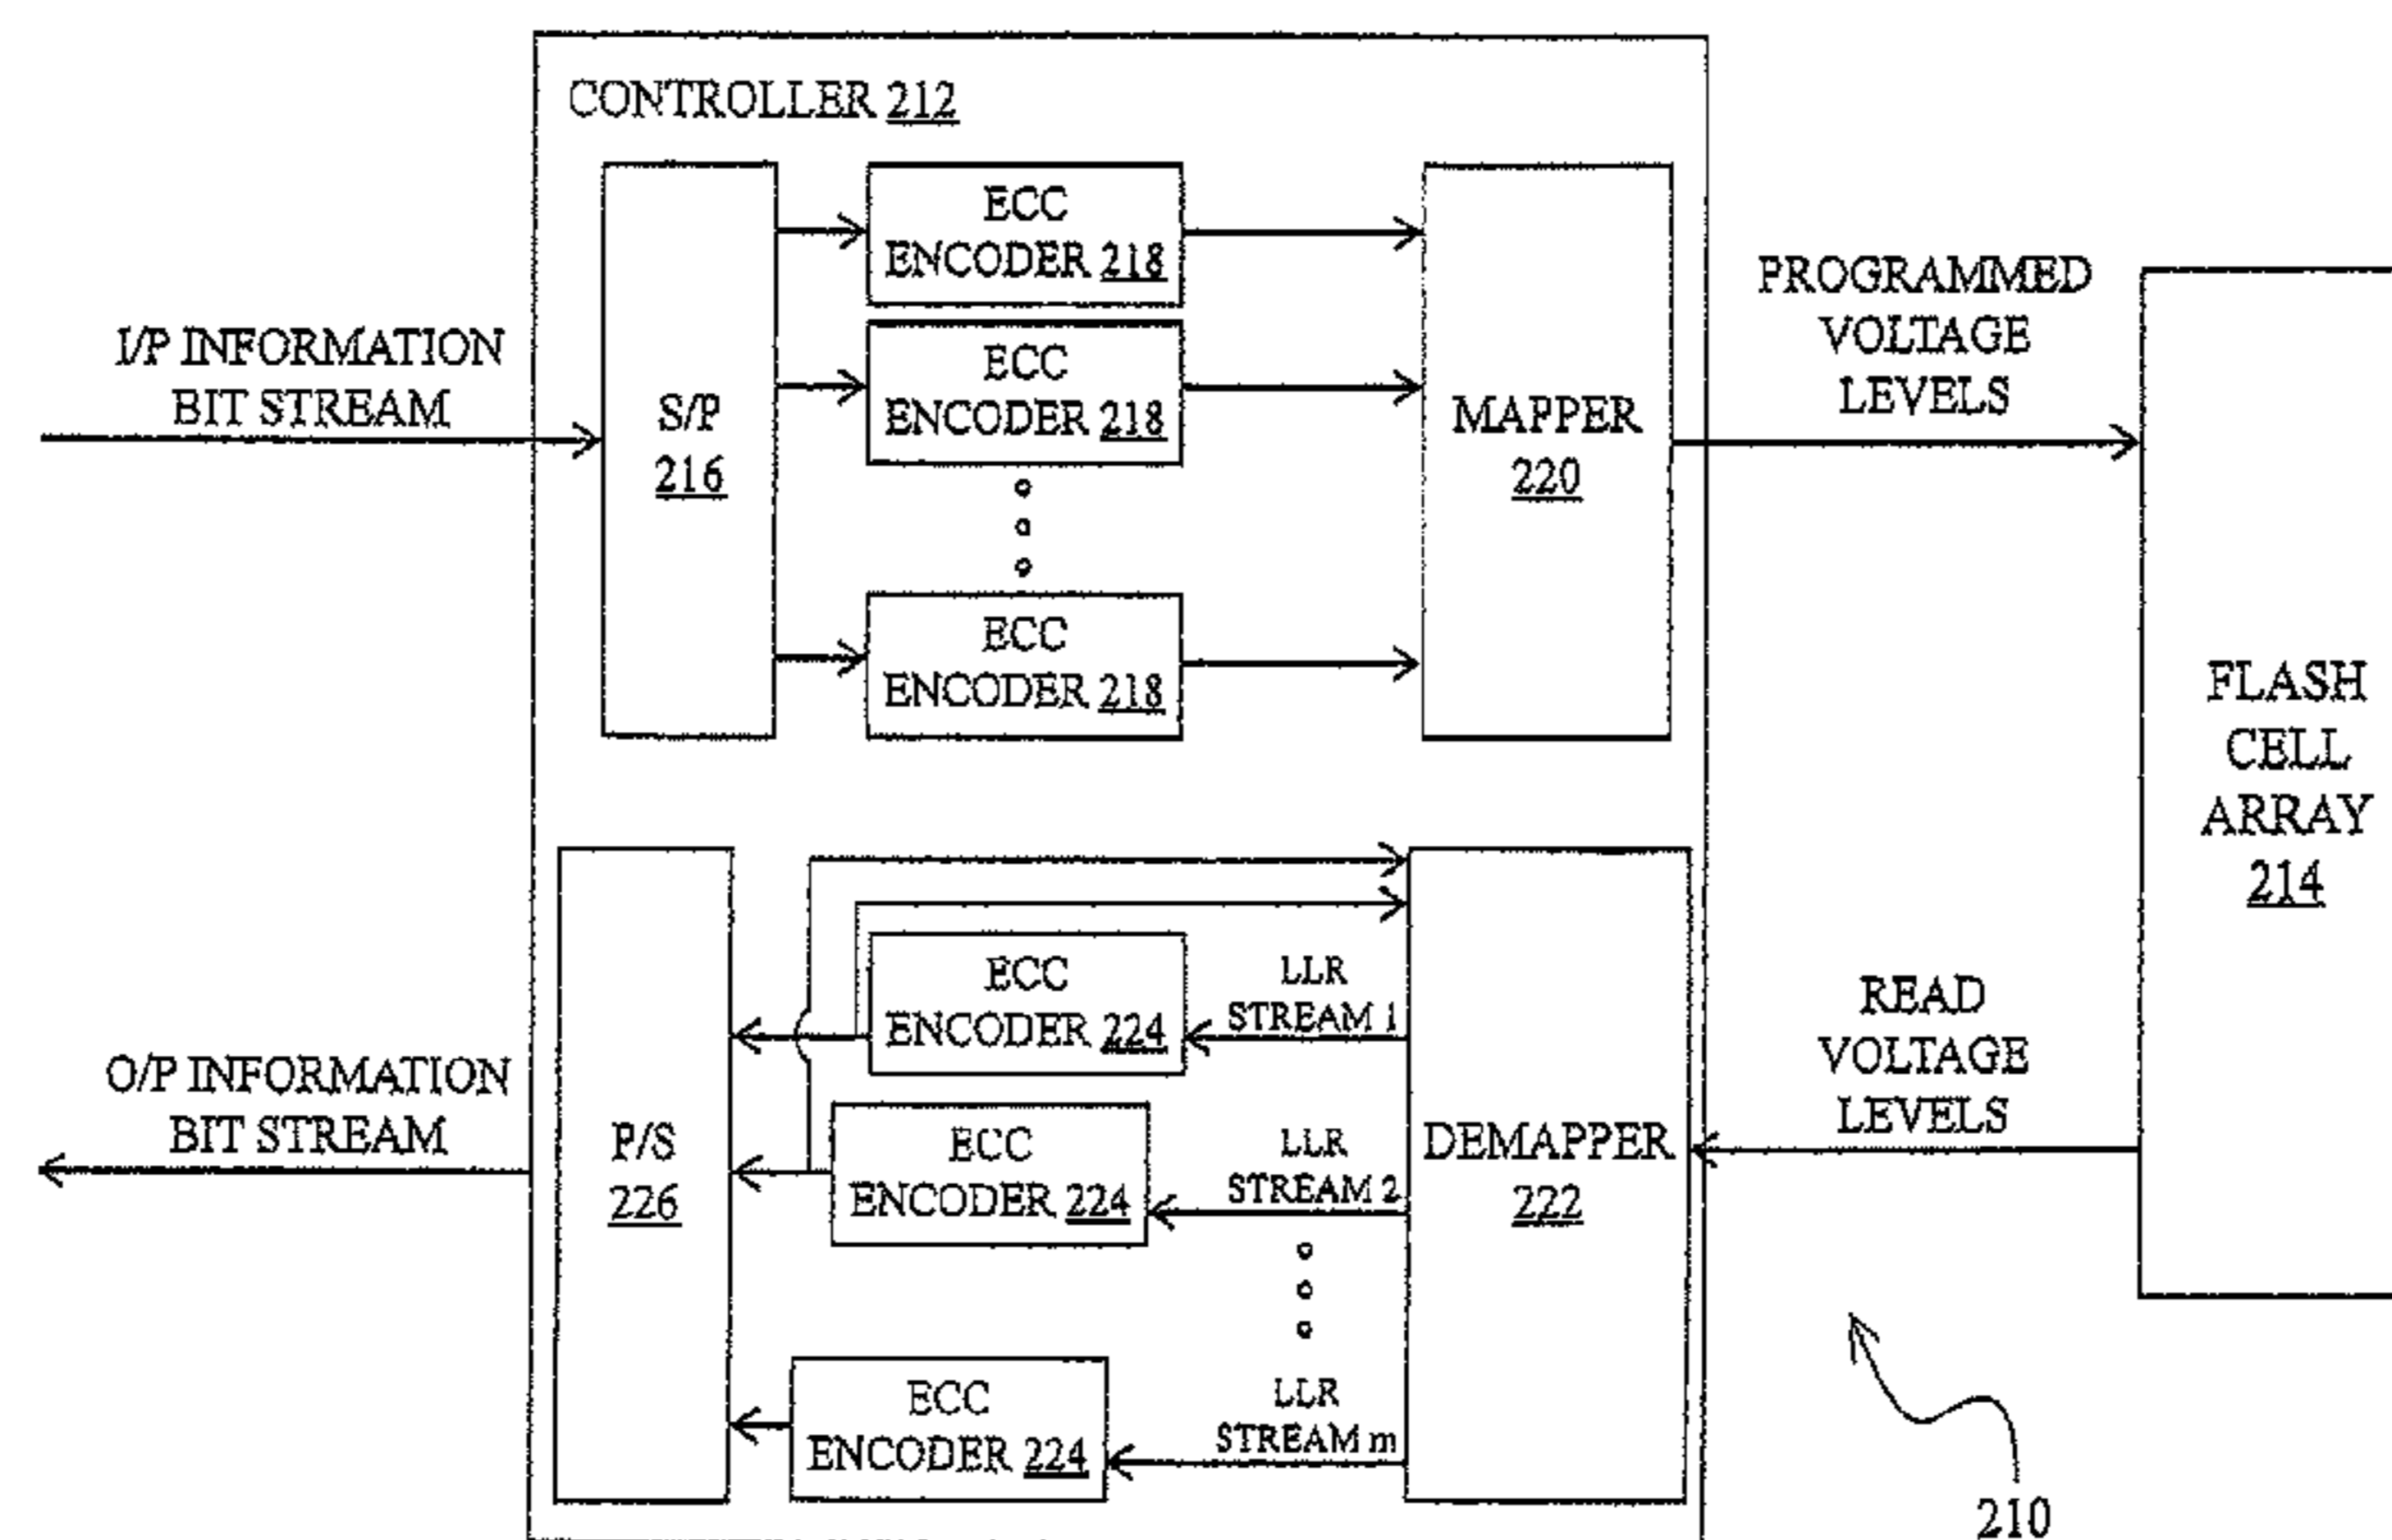 CONTROLLER 212
I/P INFORMATION
BIT STREAM
S/P
216
ECC
ENCODER 218
ECC
ENCODER 218
ECC
ENCODER 218
MAPPER
220
PROGRAMMED
VOLTAGE
LEVELS
FLASH
CELL
ARRAY
214
O/P INFORMATION
BIT STREAM
P/S
226
ECC
ENCODER 224
LLR
STREAM 1
ECC
ENCODER 224
LLR
STREAM 2
ECC
ENCODER 224
LLR
STREAM m
DEMAPPER
222
READ
VOLTAGE
LEVELS
210